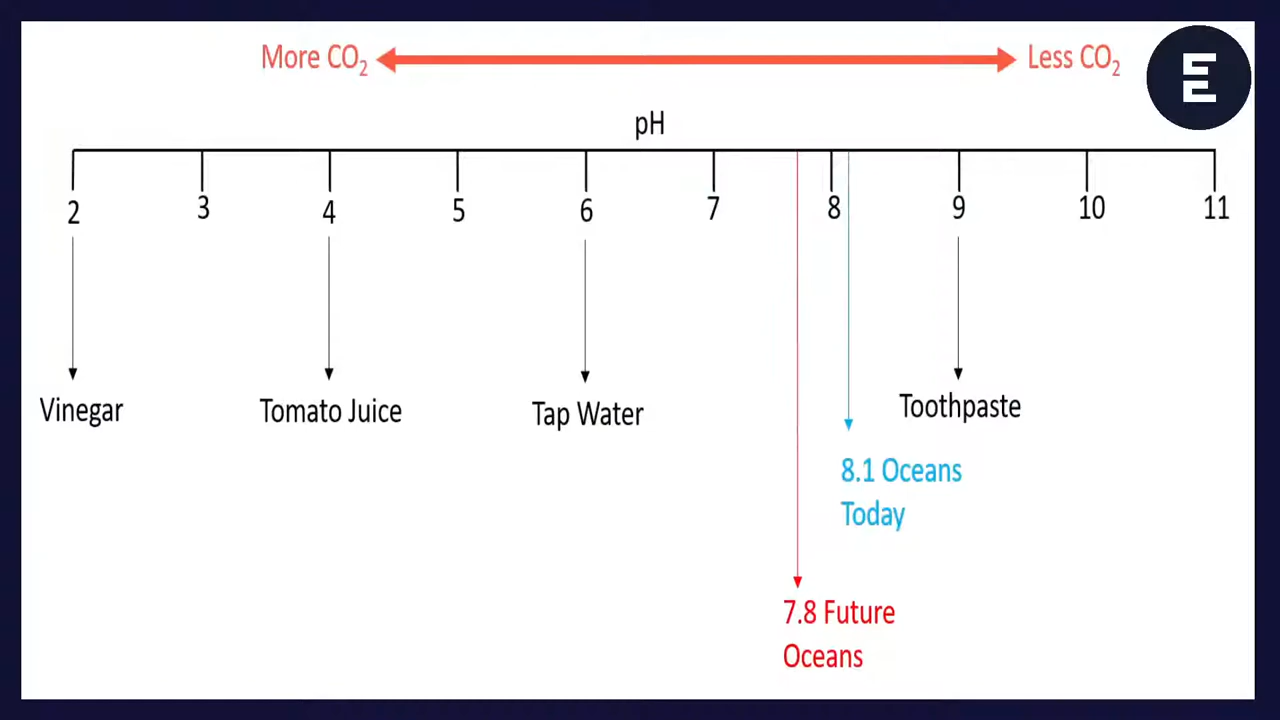 More CO₂ Less CO₂
pH
2 3 4 5 6 7 8 9 10 11
Vinegar Tomato Juice Tap Water Toothpaste
8.1 Oceans
Today
7.8 Future
Oceans